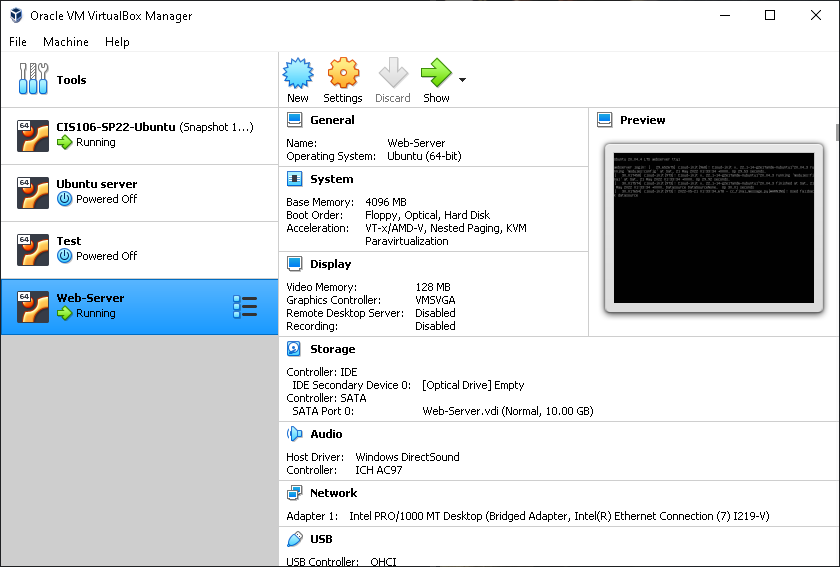 Oracle VM VirtualBox Manager
File Machine Help
Tools
New Settings Discard Show
64
CIS106-SP22-Ubuntu (Snapshot 1...)
Running
64
Ubuntu server
Powered Off
64
Test
Powered Off
64
Web-Server
Running
General
Name: Web-Server
Operating System: Ubuntu (64-bit)
System
Base Memory: 4096 MB
Boot Order: Floppy, Optical, Hard Disk
Acceleration: VT-x/AMD-V, Nested Paging, KVM
Paravirtualization
Display
Video Memory: 128 MB
Graphics Controller: VMSVGA
Remote Desktop Server: Disabled
Recording: Disabled
Preview
Storage
Controller: IDE
IDE Secondary Device 0: [Optical Drive] Empty
Controller: SATA
SATA Port 0: Web-Server.vdi (Normal, 10.00 GB)
Audio
Host Driver: Windows DirectSound
Controller: ICH AC97
Network
Adapter 1: Intel PRO/1000 MT Desktop (Bridged Adapter, Intel(R) Ethernet Connection (7) I219-V)
USB
USB Controller: OHCI